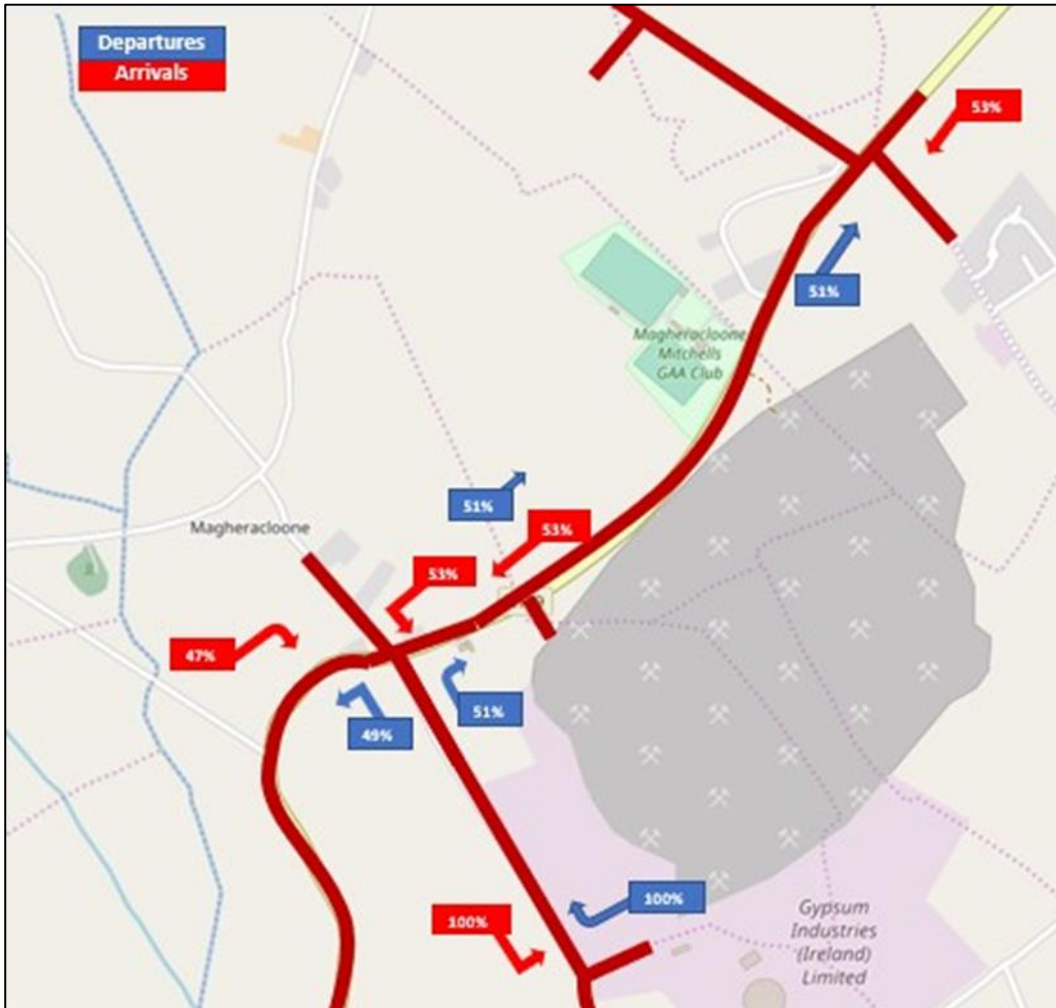 Departures
Arrivals
53%
51%
Magheracloone
Mitchells
GAA Club
51%
53%
Magheracloone
53%
47%
51%
49%
100%
100%
Gypsum
Industries
(Ireland)
Limited